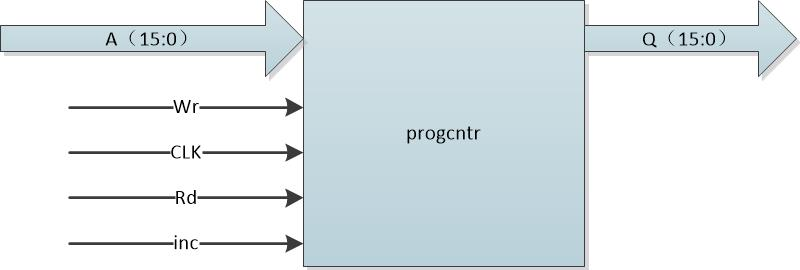 A（15:0）
Q（15:0）
Wr
CLK
progcntr
Rd
inc